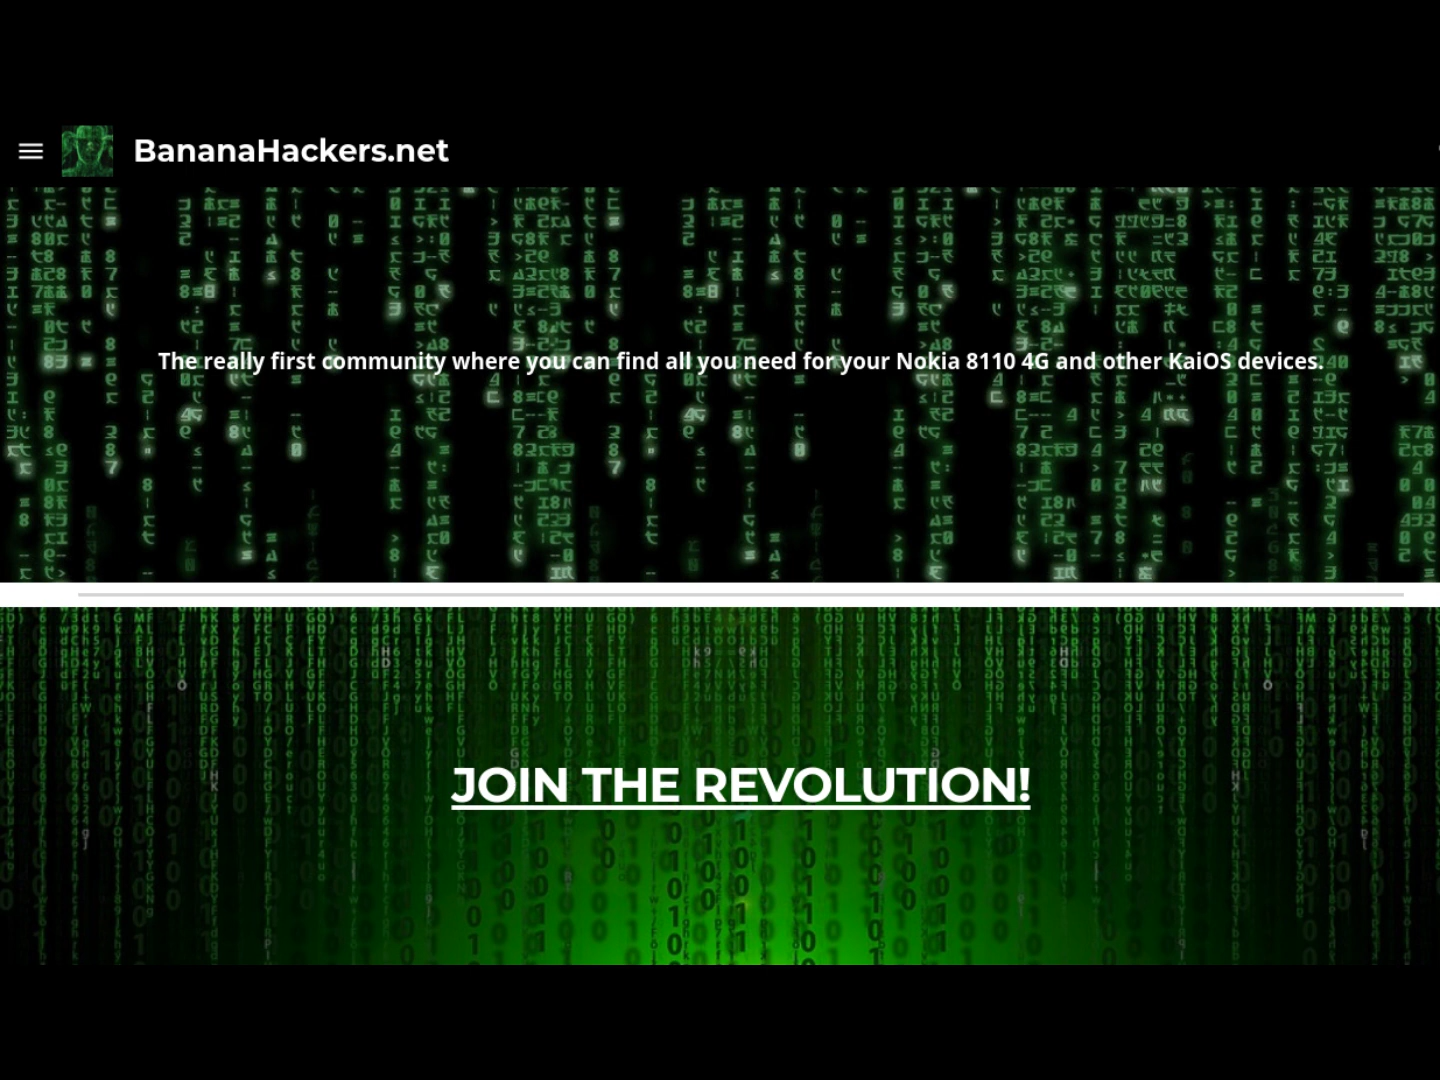 BananaHackers.net
The really first community where you can find all you need for your Nokia 8110 4G and other KaiOS devices.
JOIN THE REVOLUTION!